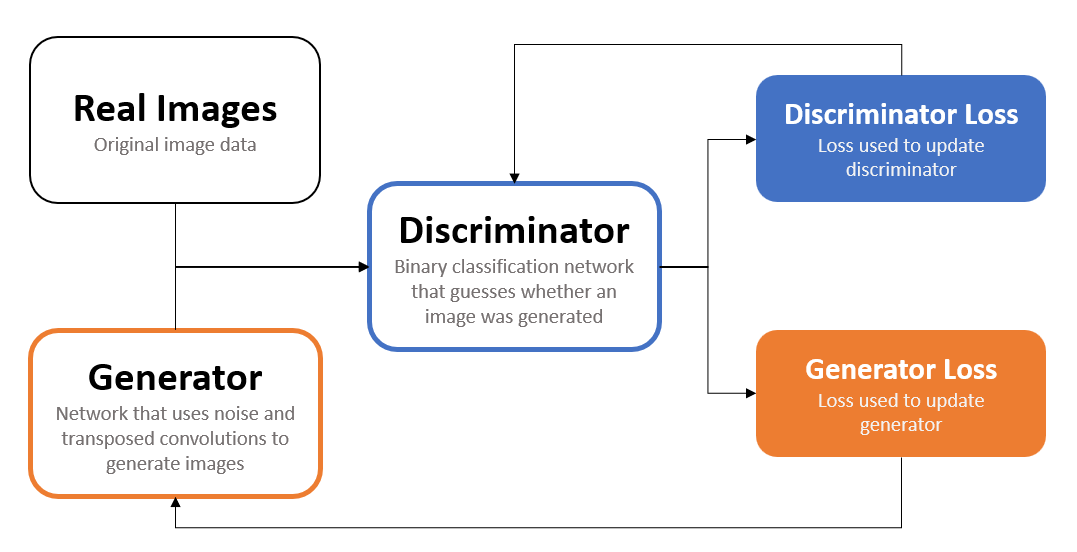 Real Images
Original image data
Generator
Network that uses noise and
transposed convolutions to
generate images
Discriminator
Binary classification network
that guesses whether an
image was generated
Discriminator Loss
Loss used to update
discriminator
Generator Loss
Loss used to update
generator